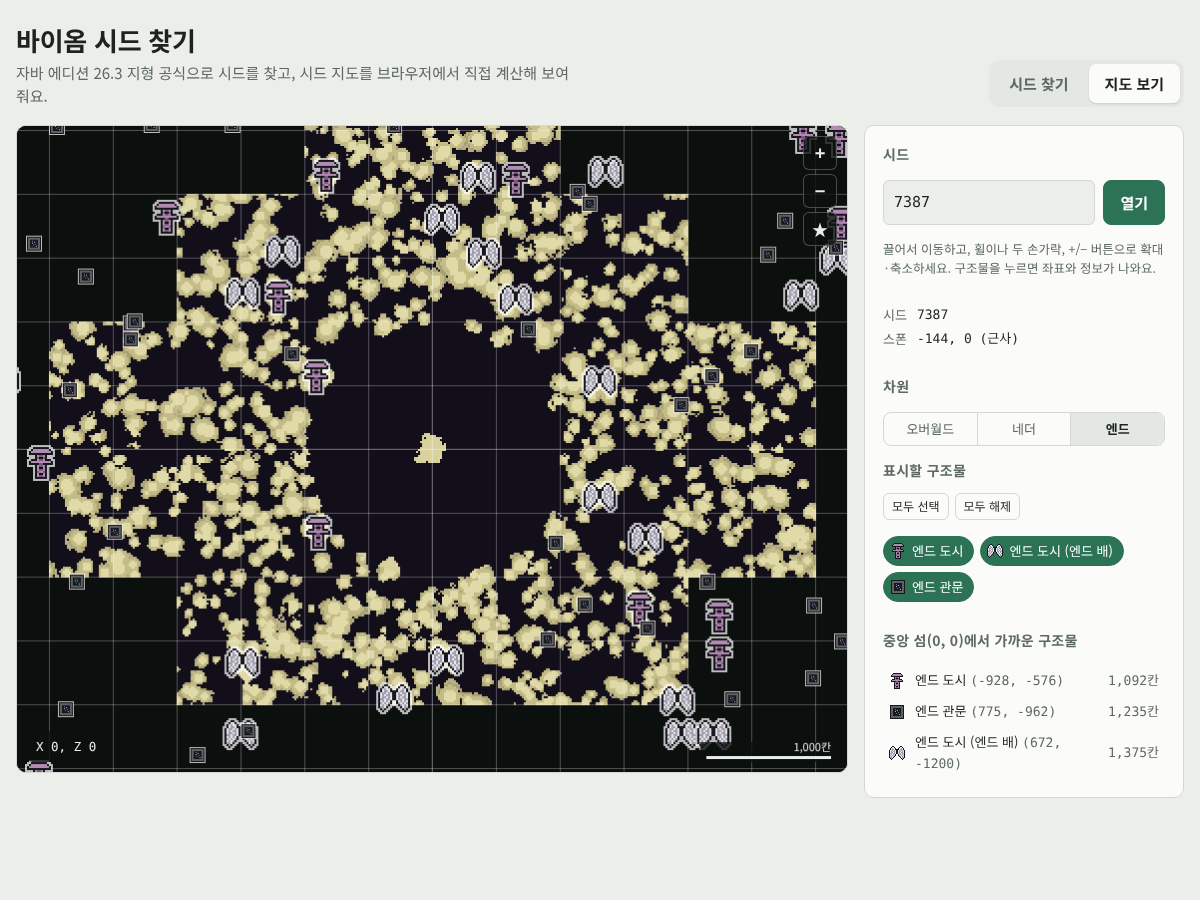 바이옴 시드 찾기
자바 에디션 26.3 지형 공식으로 시드를 찾고, 시드 지도를 브라우저에서 직접 계산해 보여
줘요.
시드 찾기
지도 보기
+
−
★
X 0, Z 0
1,000칸
시드
7387
열기
끌어서 이동하고, 휠이나 두 손가락, +/− 버튼으로 확대
·축소하세요. 구조물을 누르면 좌표와 정보가 나와요.
시드 7387
스폰 -144, 0 (근사)
차원
오버월드
네더
엔드
표시할 구조물
모두 선택
모두 해제
엔드 도시
엔드 도시 (엔드 배)
엔드 관문
중앙 섬(0, 0)에서 가까운 구조물
엔드 도시 (-928, -576) 1,092칸
엔드 관문 (775, -962) 1,235칸
엔드 도시 (엔드 배) (672,
-1200) 1,375칸